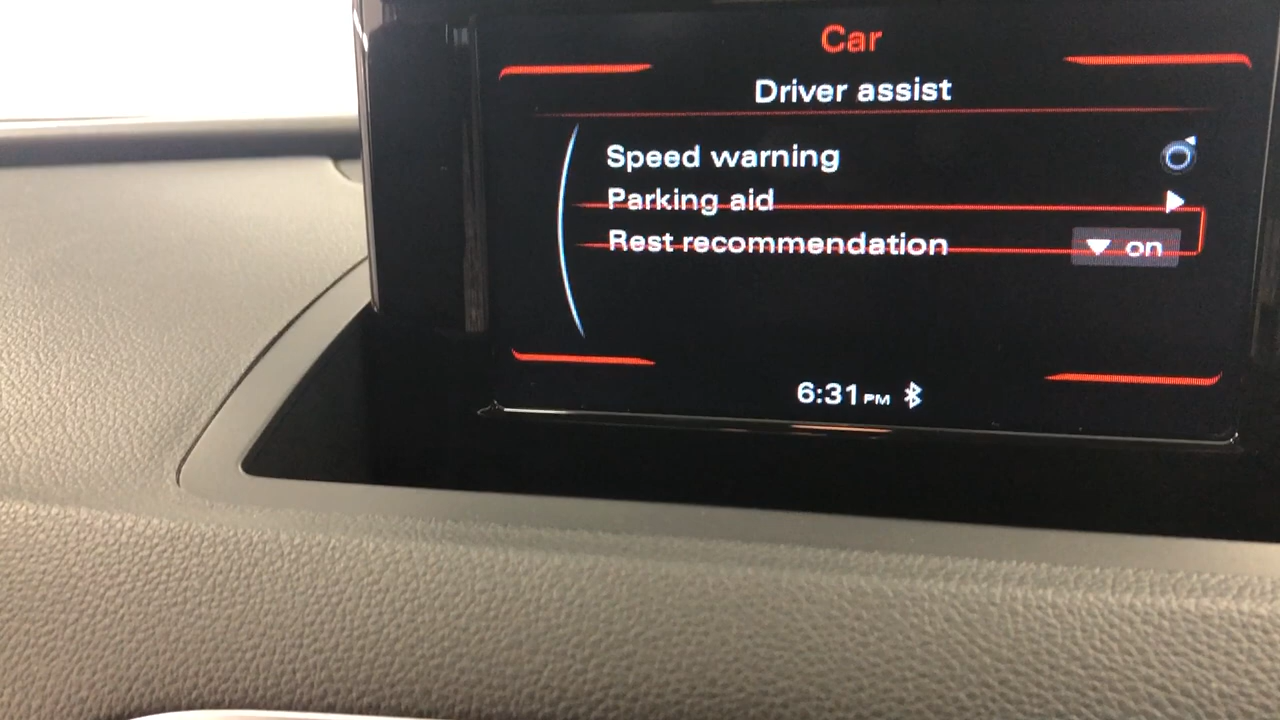 Car
Driver assist
Speed warning
Parking aid
Rest recommendation on
6:31 PM